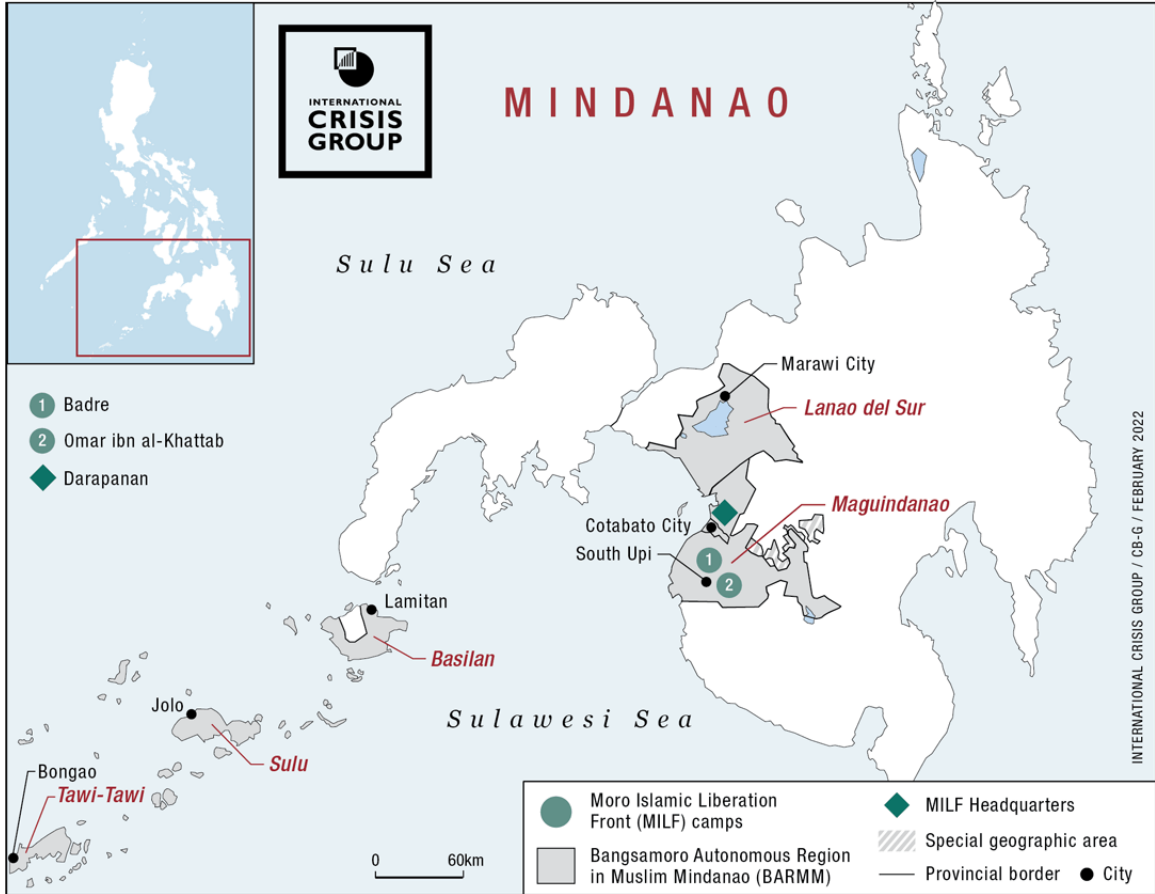 INTERNATIONAL
CRISIS
GROUP
MINDANAO
Sulu Sea
1 Badre
2 Omar ibn al-Khattab
Darapanan
Marawi City
Lanao del Sur
Maguindanao
Cotabato City
South Upi
1
2
Lamitan
Basilan
Jolo
Sulawesi Sea
Sulu
Bongao
Tawi-Tawi
0 60km
Moro Islamic Liberation
Front (MILF) camps
Bangsamoro Autonomous Region
in Muslim Mindanao (BARMM)
MILF Headquarters
Special geographic area
Provincial border
City
INTERNATIONAL CRISIS GROUP / CB-G / FEBRUARY 2022